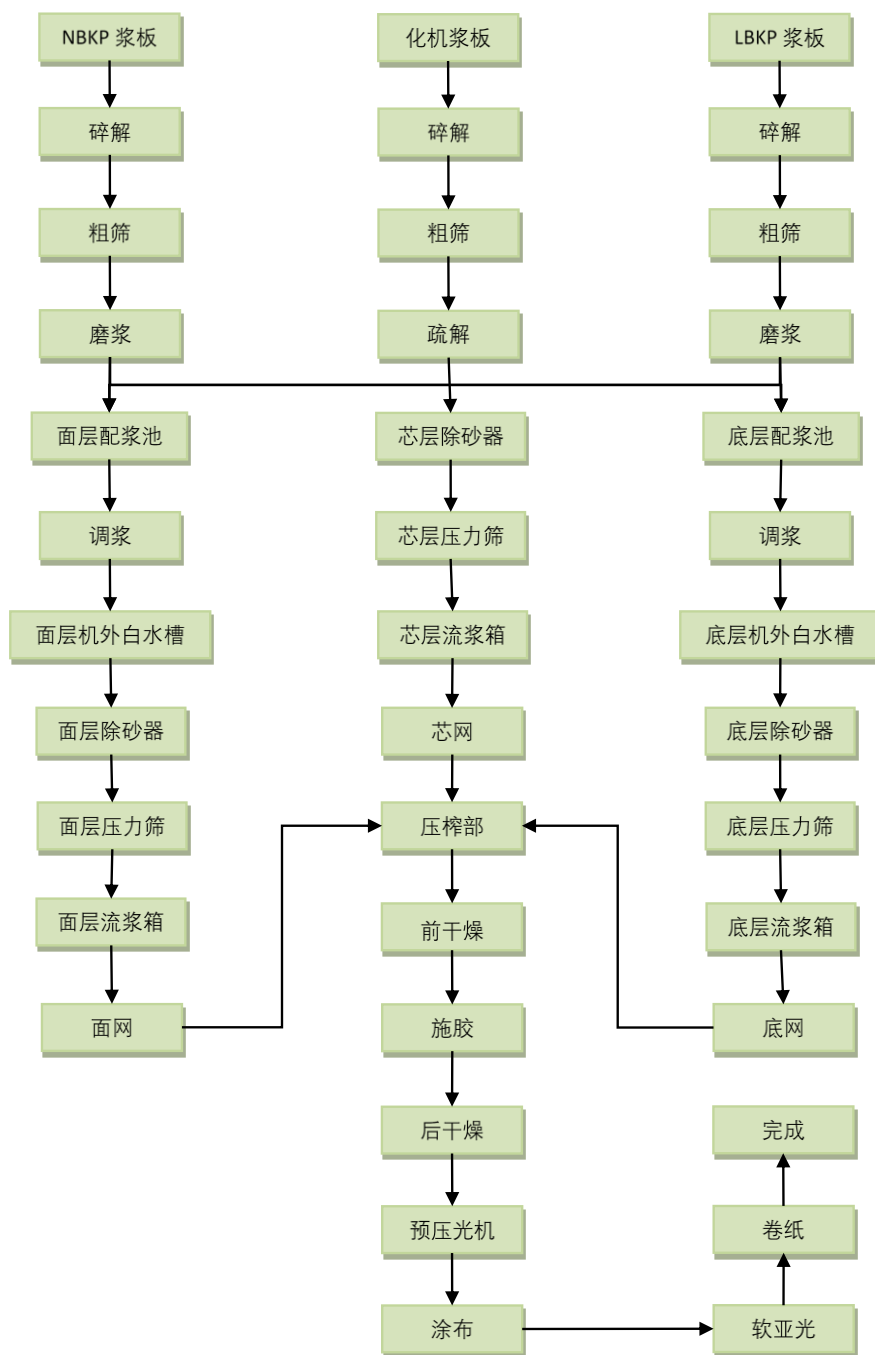 NBKP 浆板
化机浆板
LBKP 浆板
碎解
碎解
碎解
粗筛
粗筛
粗筛
磨浆
疏解
磨浆
面层配浆池
芯层除砂器
底层配浆池
调浆
芯层压力筛
调浆
面层机外白水槽
芯层流浆箱
底层机外白水槽
面层除砂器
芯网
底层除砂器
面层压力筛
压榨部
底层压力筛
面层流浆箱
前干燥
底层流浆箱
面网
施胶
底网
后干燥
完成
预压光机
卷纸
涂布
软亚光